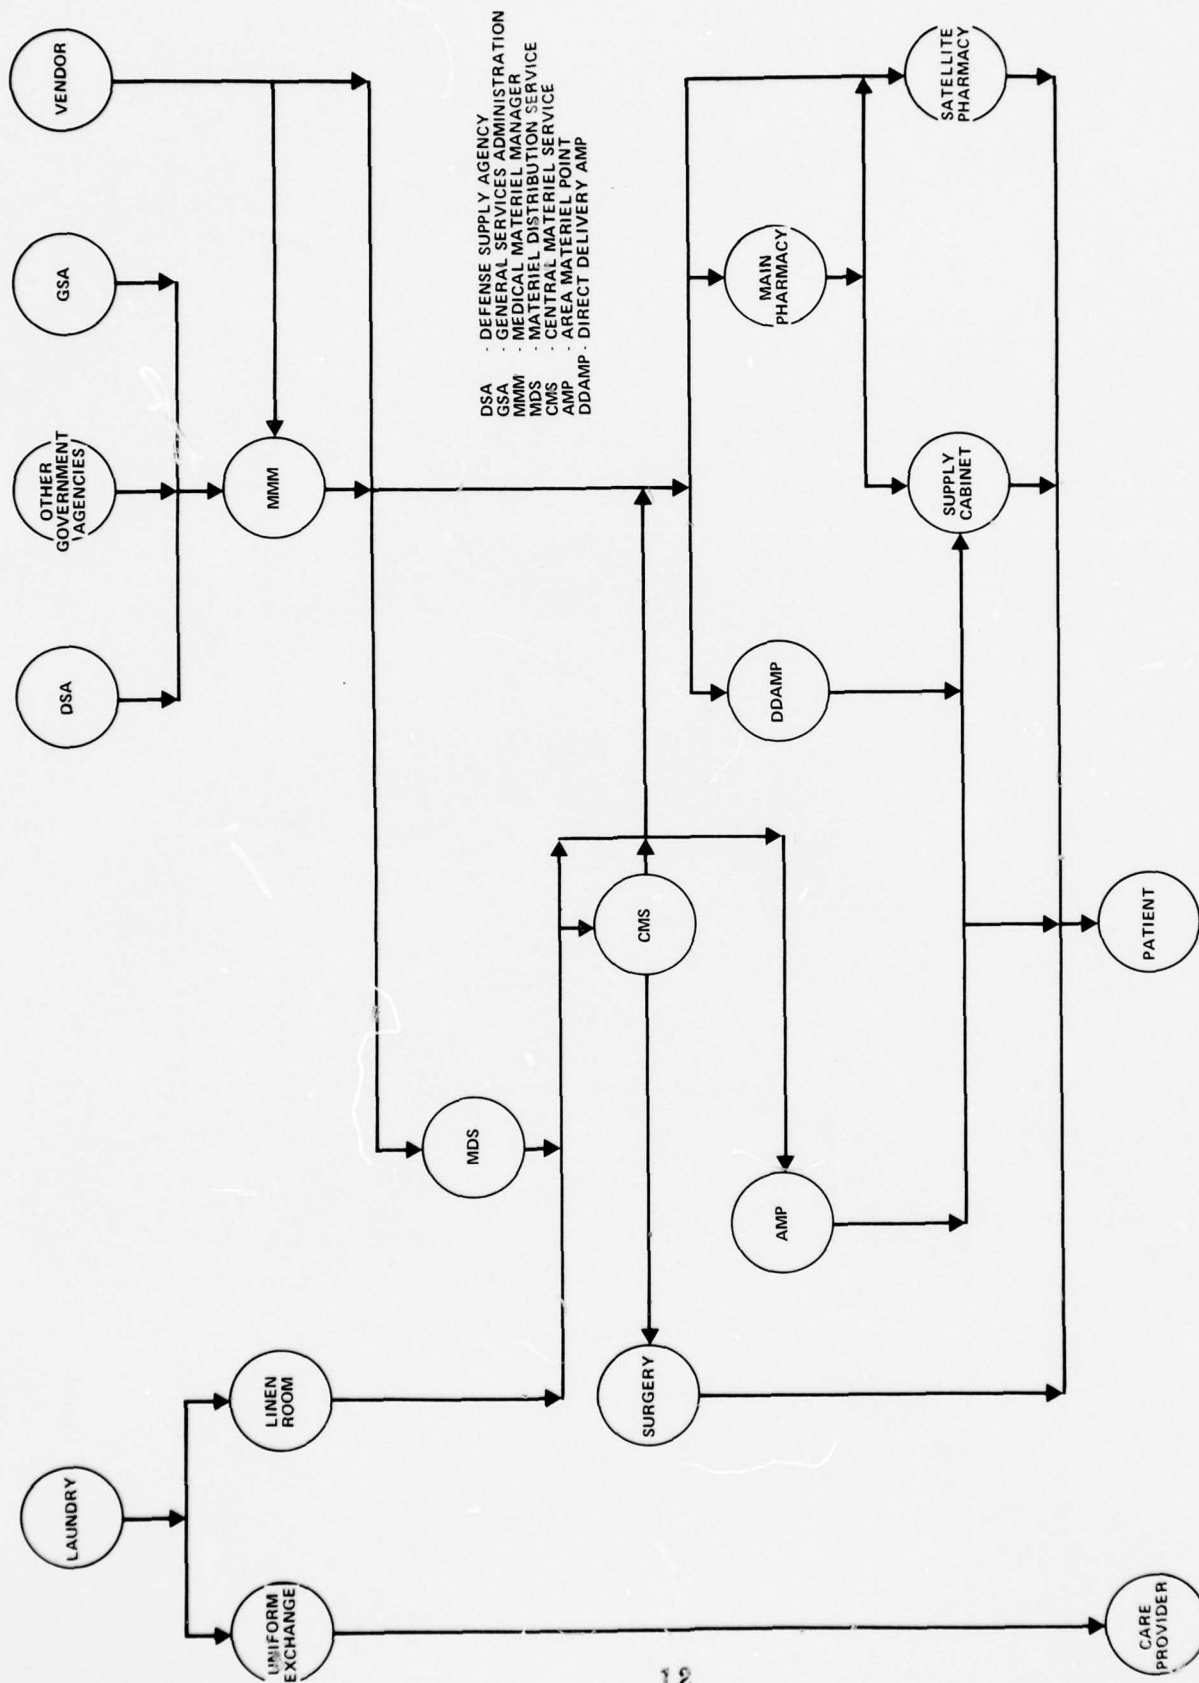 LAUNDRY
DSA
OTHER
GOVERNMENT
AGENCIES
GSA
VENDOR
UNIFORM
EXCHANGE
LINEN
ROOM
MMM
MDS
DSA - DEFENSE SUPPLY AGENCY
GSA - GENERAL SERVICES ADMINISTRATION
MMM - MEDICAL MATERIEL MANAGER
MDS - MATERIEL DISTRIBUTION SERVICE
CMS - CENTRAL MATERIEL SERVICE
AMP - AREA MATERIEL POINT
DDAMP - DIRECT DELIVERY AMP
SURGERY
CMS
AMP
DDAMP
MAIN
PHARMACY
SUPPLY
CABINET
SATELLITE
PHARMACY
CARE
PROVIDER
PATIENT
12